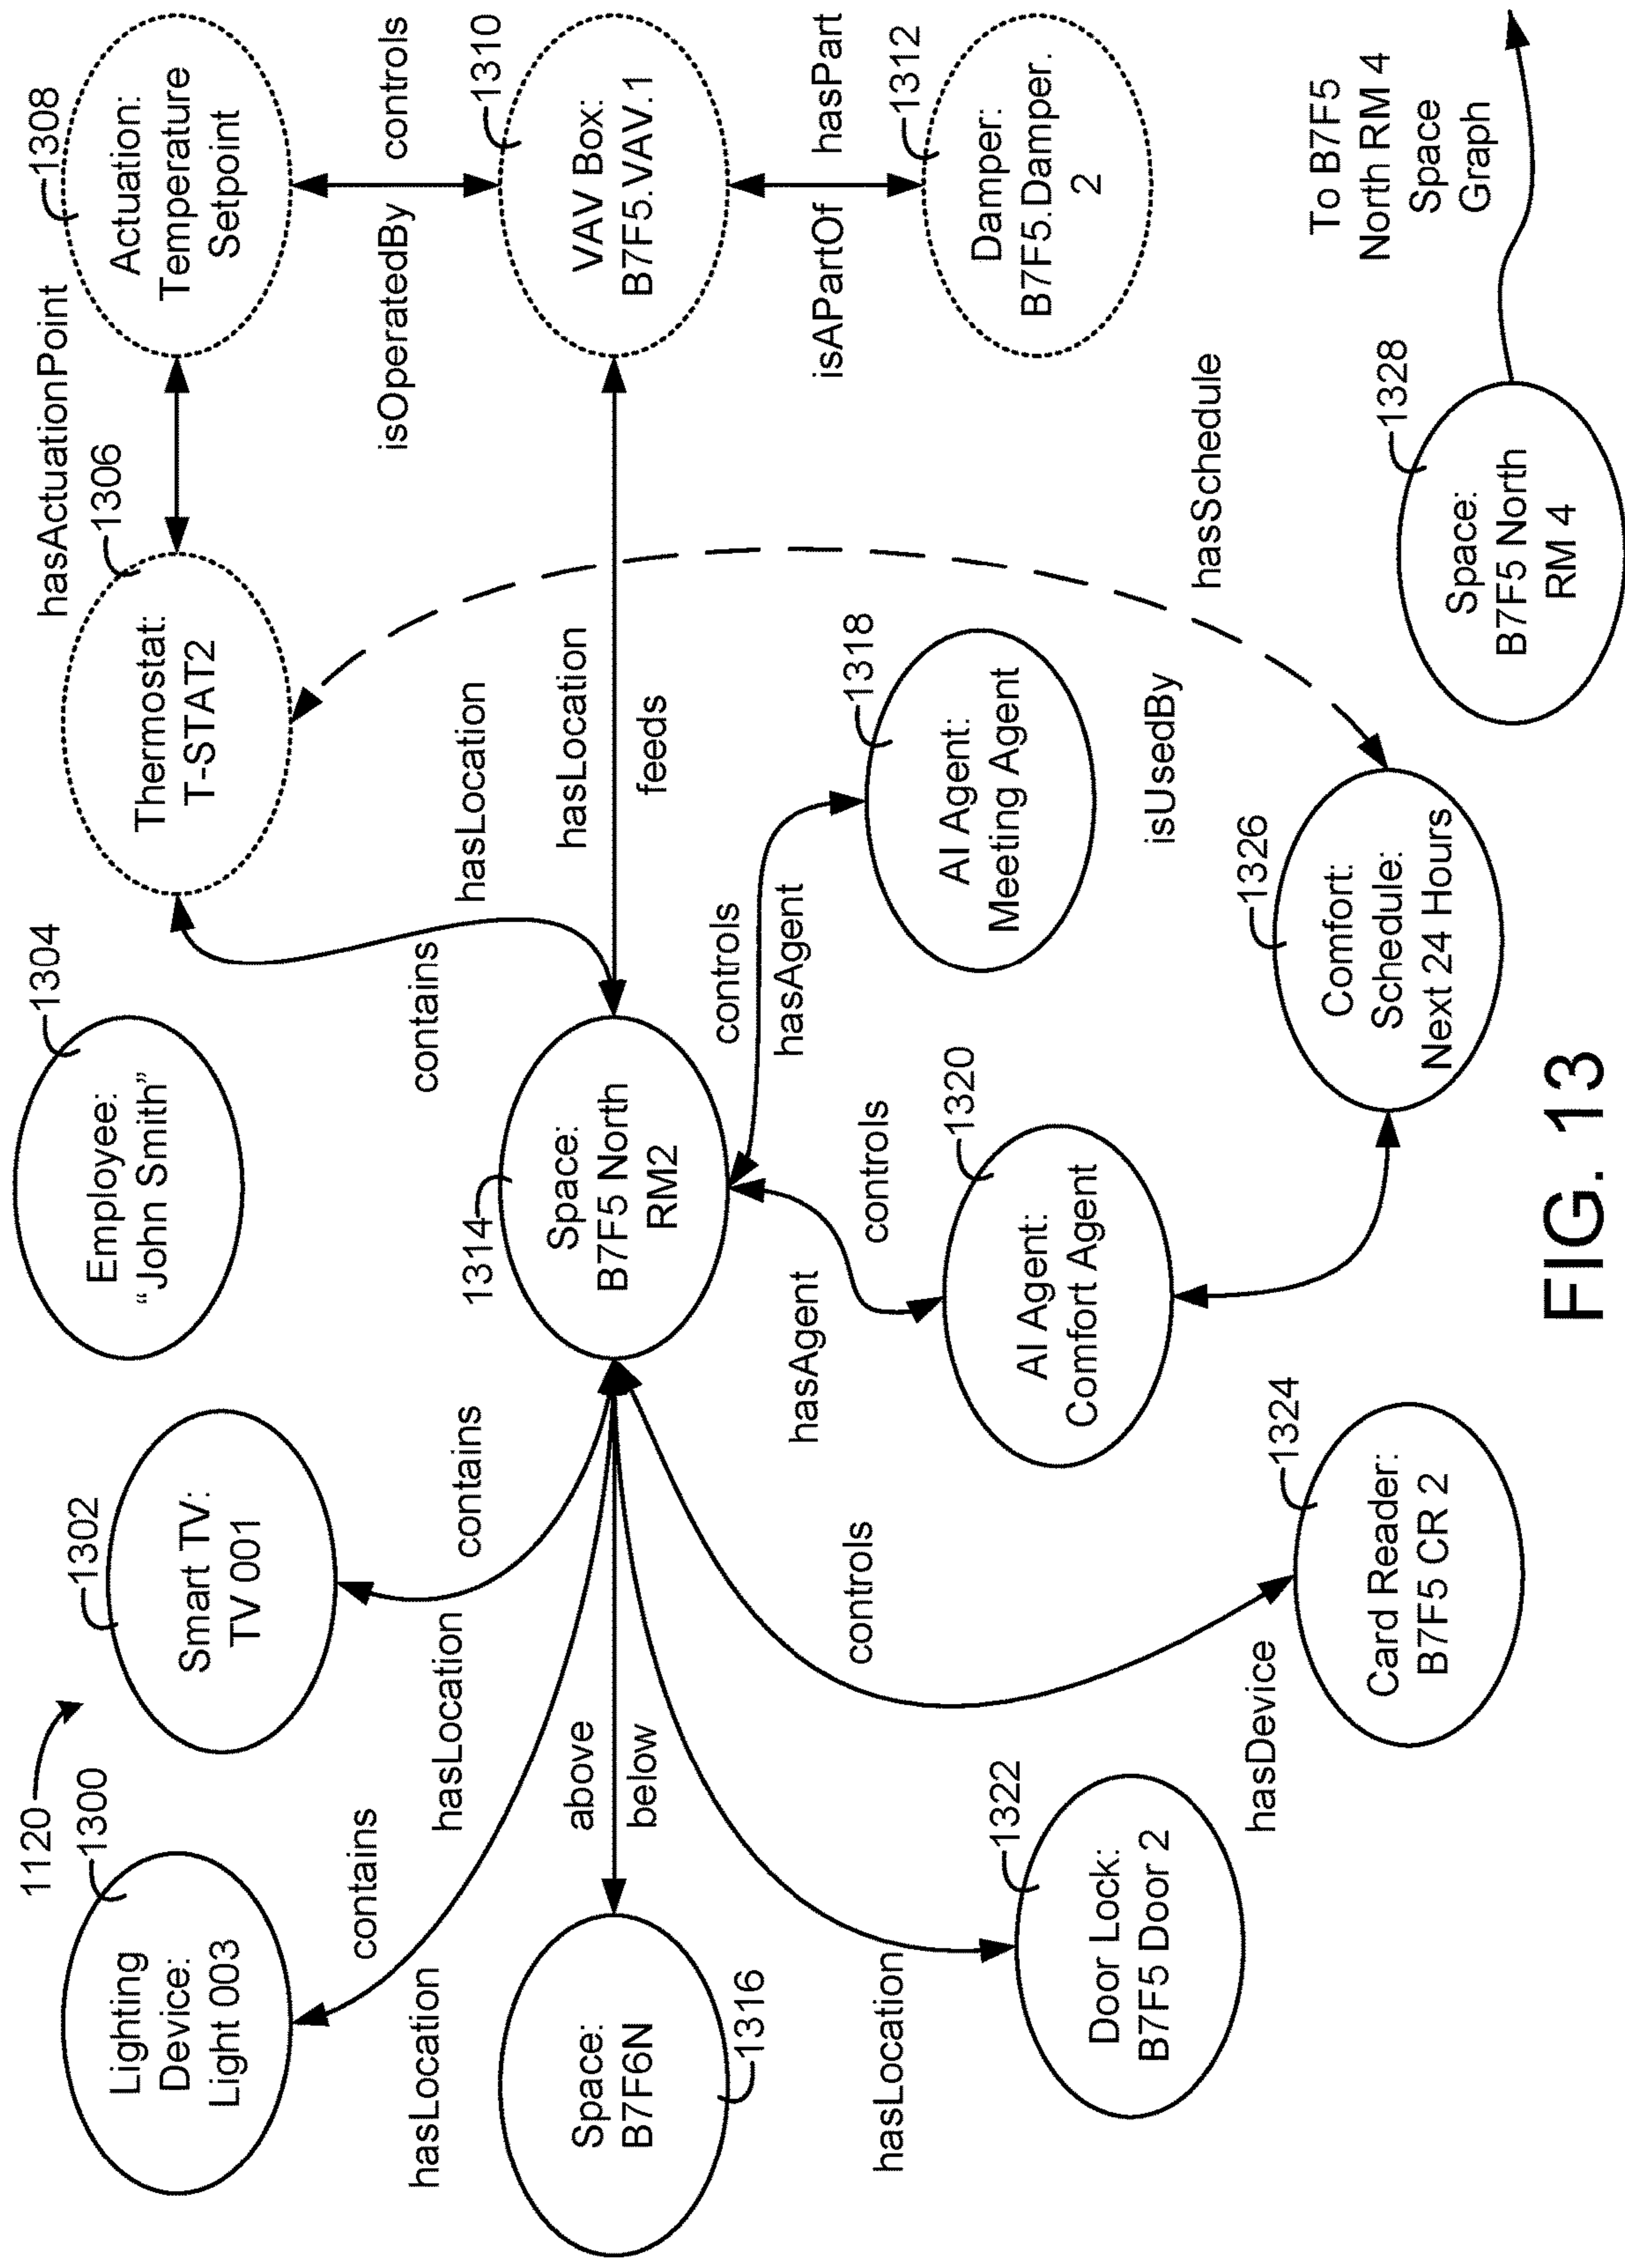 1120
1300
Lighting
Device:
Light 003
1302
Smart TV:
TV 001
1304
Employee:
“John Smith”
1306
Thermostat:
T-STAT2
hasActuationPoint
1308
Actuation:
Temperature
Setpoint
contains
hasLocation
hasLocation
contains
contains
hasLocation
isOperatedBy
controls
1316
Space:
B7F6N
above
below
1314
Space:
B7F5 North
RM2
hasLocation
feeds
1310
VAV Box:
B7F5.VAV.1
isAPartOf
hasPart
hasLocation
1322
Door Lock:
B7F5 Door 2
controls
hasDevice
1324
Card Reader:
B7F5 CR 2
hasAgent
controls
1320
AI Agent:
Comfort Agent
controls
hasAgent
1318
AI Agent:
Meeting Agent
1312
Damper:
B7F5.Damper.
2
isUsedBy
hasSchedule
1326
Comfort:
Schedule:
Next 24 Hours
1328
Space:
B7F5 North
RM 4
To B7F5
North RM 4
Space
Graph
FIG. 13